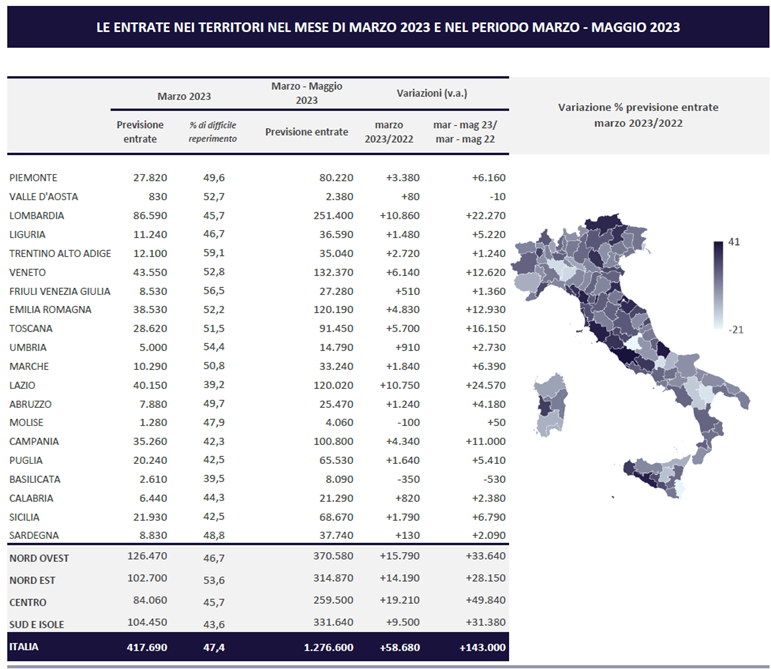 LE ENTRATE NEI TERRITORI NEL MESE DI MARZO 2023 E NEL PERIODO MARZO - MAGGIO 2023
Marzo 2023 Marzo - Maggio 2023 Variazioni (v.a.)
Previsione entrate % di difficile reperimento Previsione entrate marzo 2023/2022 mar - mag 23/ mar - mag 22
Variazione % previsione entrate
marzo 2023/2022
PIEMONTE 27.820 49,6 80.220 +3.380 +6.160
VALLE D'AOSTA 830 52,7 2.380 +80 -10
LOMBARDIA 86.590 45,7 251.400 +10.860 +22.270
LIGURIA 11.240 46,7 36.590 +1.480 +5.220
TRENTINO ALTO ADIGE 12.100 59,1 35.040 +2.720 +1.240
VENETO 43.550 52,8 132.370 +6.140 +12.620
FRIULI VENEZIA GIULIA 8.530 56,5 27.280 +510 +1.360
EMILIA ROMAGNA 38.530 52,2 120.190 +4.830 +12.930
TOSCANA 28.620 51,5 91.450 +5.700 +16.150
UMBRIA 5.000 54,4 14.790 +910 +2.730
MARCHE 10.290 50,8 33.240 +1.840 +6.390
LAZIO 40.150 39,2 120.020 +10.750 +24.570
ABRUZZO 7.880 49,7 25.470 +1.240 +4.180
MOLISE 1.280 47,9 4.060 -100 +50
CAMPANIA 35.260 42,3 100.800 +4.340 +11.000
PUGLIA 20.240 42,5 65.530 +1.640 +5.410
BASILICATA 2.610 39,5 8.090 -350 -530
CALABRIA 6.440 44,3 21.290 +820 +2.380
SICILIA 21.930 42,5 68.670 +1.790 +6.790
SARDEGNA 8.830 48,8 37.740 +130 +2.090
NORD OVEST 126.470 46,7 370.580 +15.790 +33.640
NORD EST 102.700 53,6 314.870 +14.190 +28.150
CENTRO 84.060 45,7 259.500 +19.210 +49.840
SUD E ISOLE 104.450 43,6 331.640 +9.500 +31.380
ITALIA 417.690 47,4 1.276.600 +58.680 +143.000
41
-21